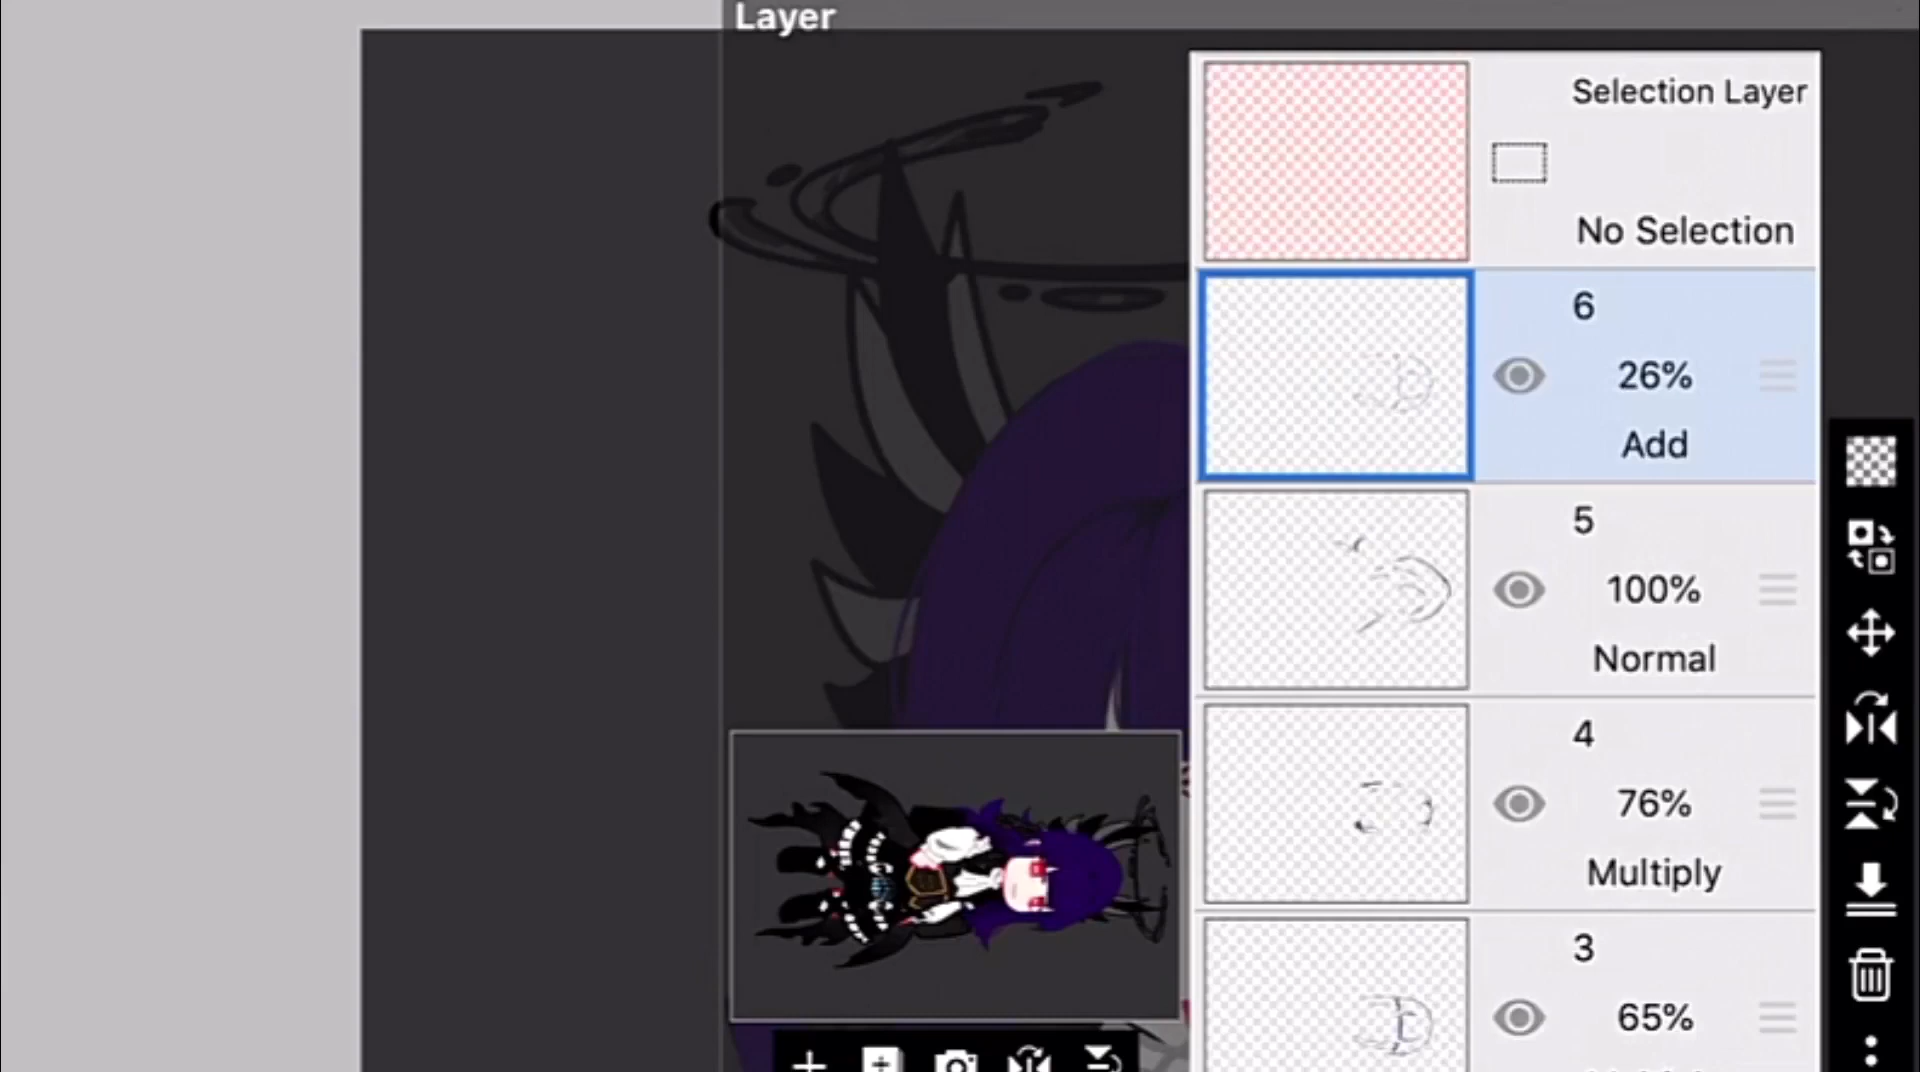 Layer
Selection Layer
No Selection
6
26%
Add
5
100%
Normal
4
76%
Multiply
3
65%